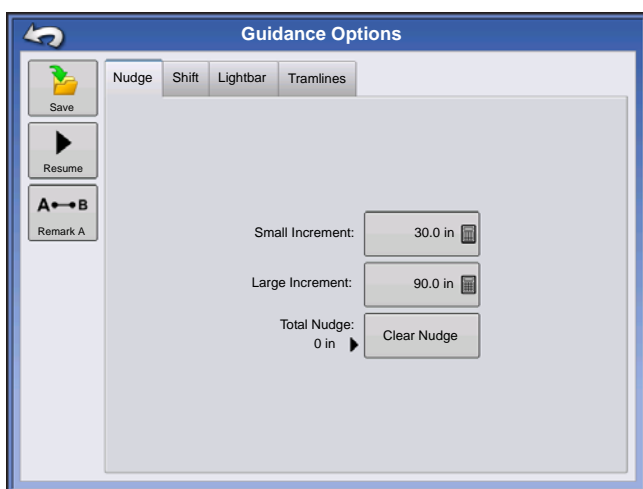 Guidance Options
Save
Resume
A B
Remark A
Nudge Shift Lightbar Tramlines
Small Increment: 30.0 in
Large Increment: 90.0 in
Total Nudge:
0 in
Clear Nudge